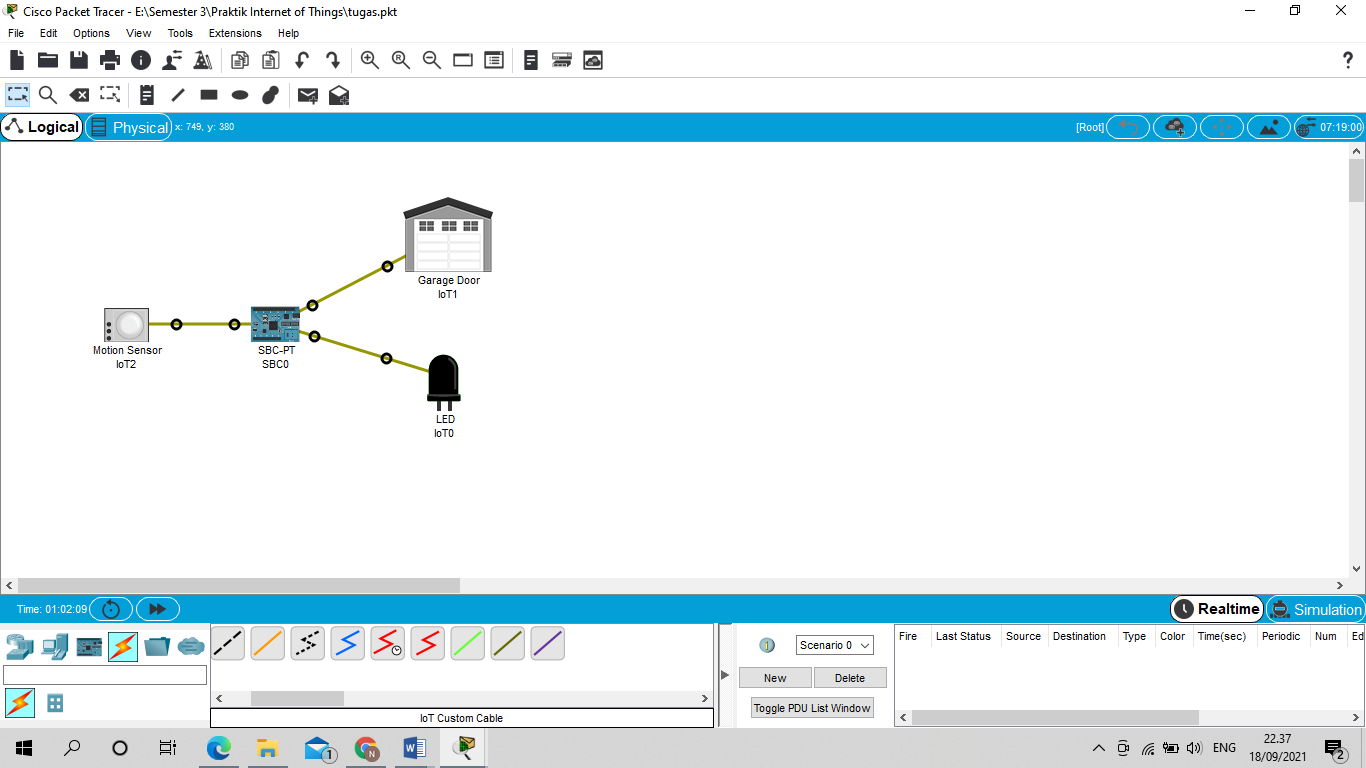 Cisco Packet Tracer - E:\Semester 3\Praktik Internet of Things\tugas.pkt
File Edit Options View Tools Extensions Help
?
Logical Physical x: 749, y: 380 [Root] 07:19:00
Garage Door
IoT1
Motion Sensor
IoT2
SBC-PT
SBC0
LED
IoT0
Time: 01:02:09 Realtime Simulation
Scenario 0
New Delete
Toggle PDU List Window
Fire Last Status Source Destination Type Color Time(sec) Periodic Num Ed
IoT Custom Cable
1 N W ENG
22.37
18/09/2021
2